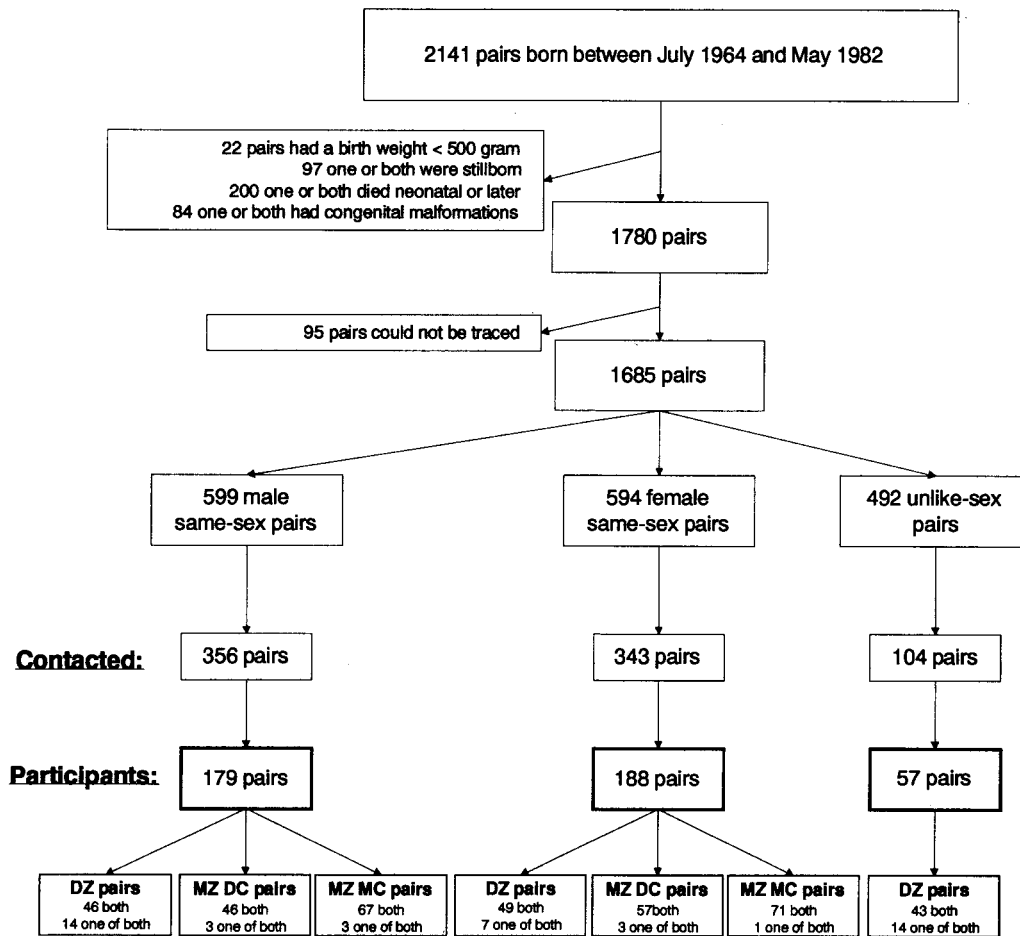 2141 pairs born between July 1964 and May 1982
22 pairs had a birth weight < 500 gram
97 one or both were stillborn
200 one or both died neonatal or later
84 one or both had congenital malformations
1780 pairs
95 pairs could not be traced
1685 pairs
599 male
same-sex pairs
594 female
same-sex pairs
492 unlike-sex
pairs
Contacted:
356 pairs
343 pairs
104 pairs
Participants:
179 pairs
188 pairs
57 pairs
DZ pairs
46 both
14 one of both
MZ DC pairs
46 both
3 one of both
MZ MC pairs
67 both
3 one of both
DZ pairs
49 both
7 one of both
MZ DC pairs
57both
3 one of both
MZ MC pairs
71 both
1 one of both
DZ pairs
43 both
14 one of both